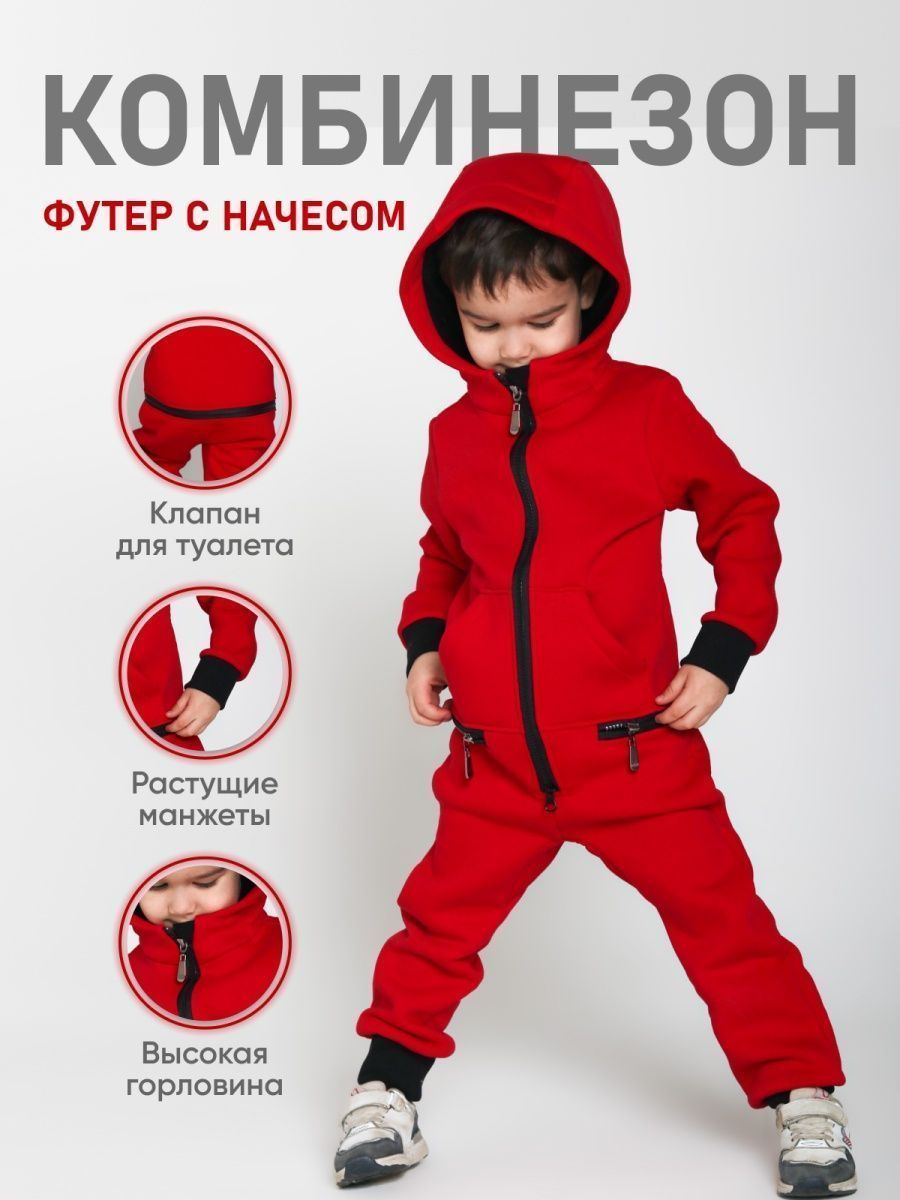 КОМБИНЕЗОН
ФУТЕР С НАЧЕСОМ
Клапан
для туалета
Растущие
манжеты
Высокая
горловина